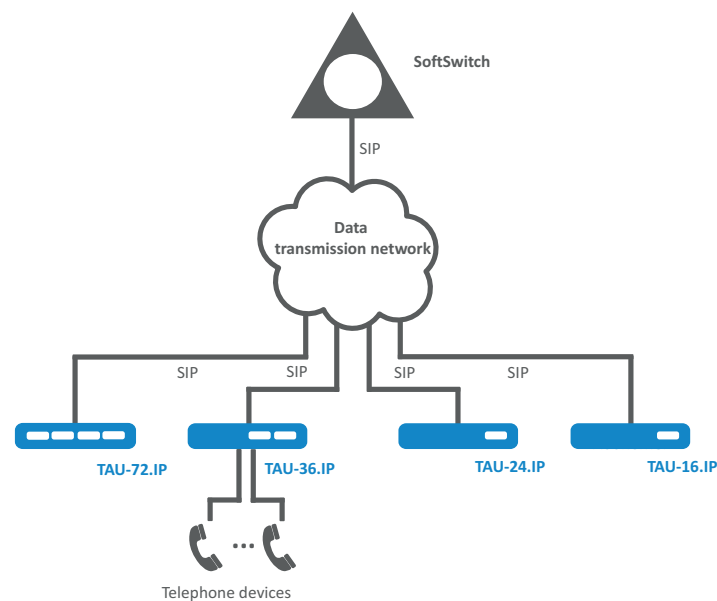 SoftSwitch
SIP
Data
transmission network
SIP
SIP
SIP
SIP
TAU-72.IP
TAU-36.IP
TAU-24.IP
TAU-16.IP
...
Telephone devices